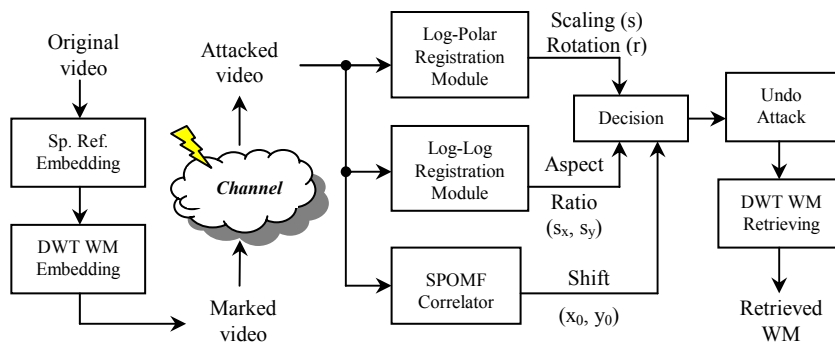 Original
video
Sp. Ref.
Embedding
DWT WM
Embedding
Attacked
video
Channel
Marked
video
Log-Polar
Registration
Module
Log-Log
Registration
Module
SPOMF
Correlator
Scaling (s)
Rotation (r)
Aspect
Ratio
(sx, sy)
Shift
(x0, y0)
Decision
Undo
Attack
DWT WM
Retrieving
Retrieved
WM